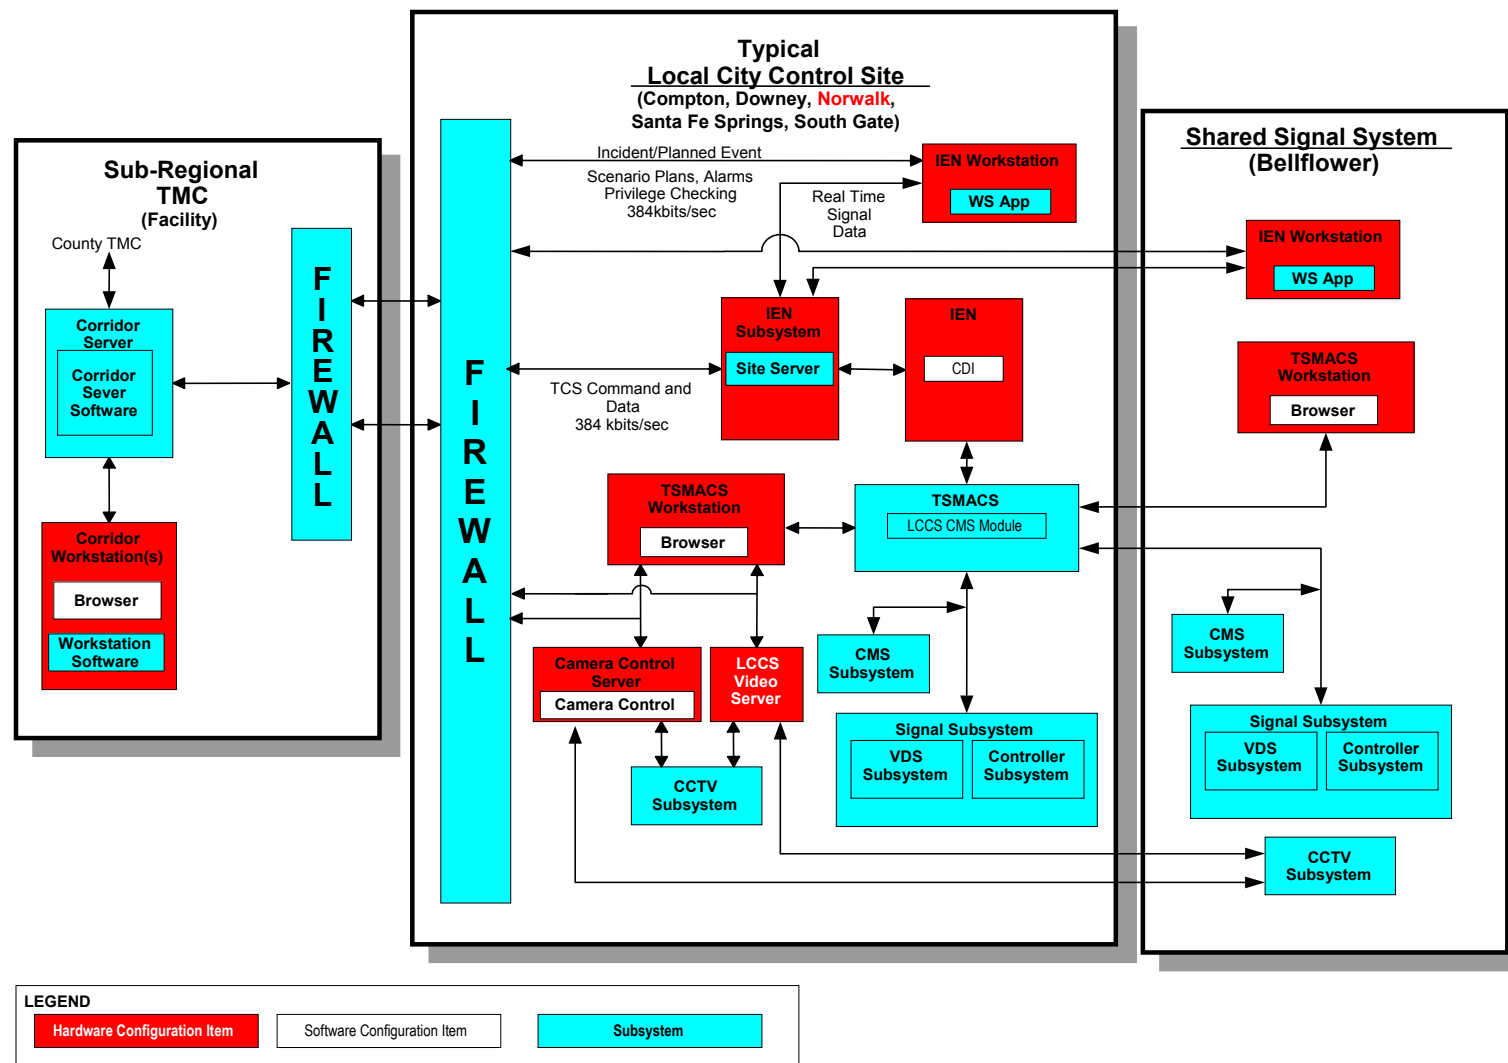 Sub-Regional
TMC
(Facility)
County TMC
Corridor
Server
Corridor
Sever
Software
Corridor
Workstation(s)
Browser
Workstation
Software
FIREWALL
Typical
Local City Control Site
(Compton, Downey, Norwalk,
Santa Fe Springs, South Gate)
FIREWALL
Incident/Planned Event
Scenario Plans, Alarms
Privilege Checking
384kbits/sec
Real Time
Signal
Data
IEN Workstation
WS App
IEN
Subsystem
Site Server
IEN
CDI
TCS Command and
Data
384 kbits/sec
TSMACS
Workstation
Browser
TSMACS
LCCS CMS Module
Camera Control
Server
Camera Control
LCCS
Video
Server
CMS
Subsystem
CCTV
Subsystem
Signal Subsystem
VDS
Subsystem
Controller
Subsystem
Shared Signal System
(Bellflower)
IEN Workstation
WS App
TSMACS
Workstation
Browser
CMS
Subsystem
Signal Subsystem
VDS
Subsystem
Controller
Subsystem
CCTV
Subsystem
LEGEND
Hardware Configuration Item
Software Configuration Item
Subsystem